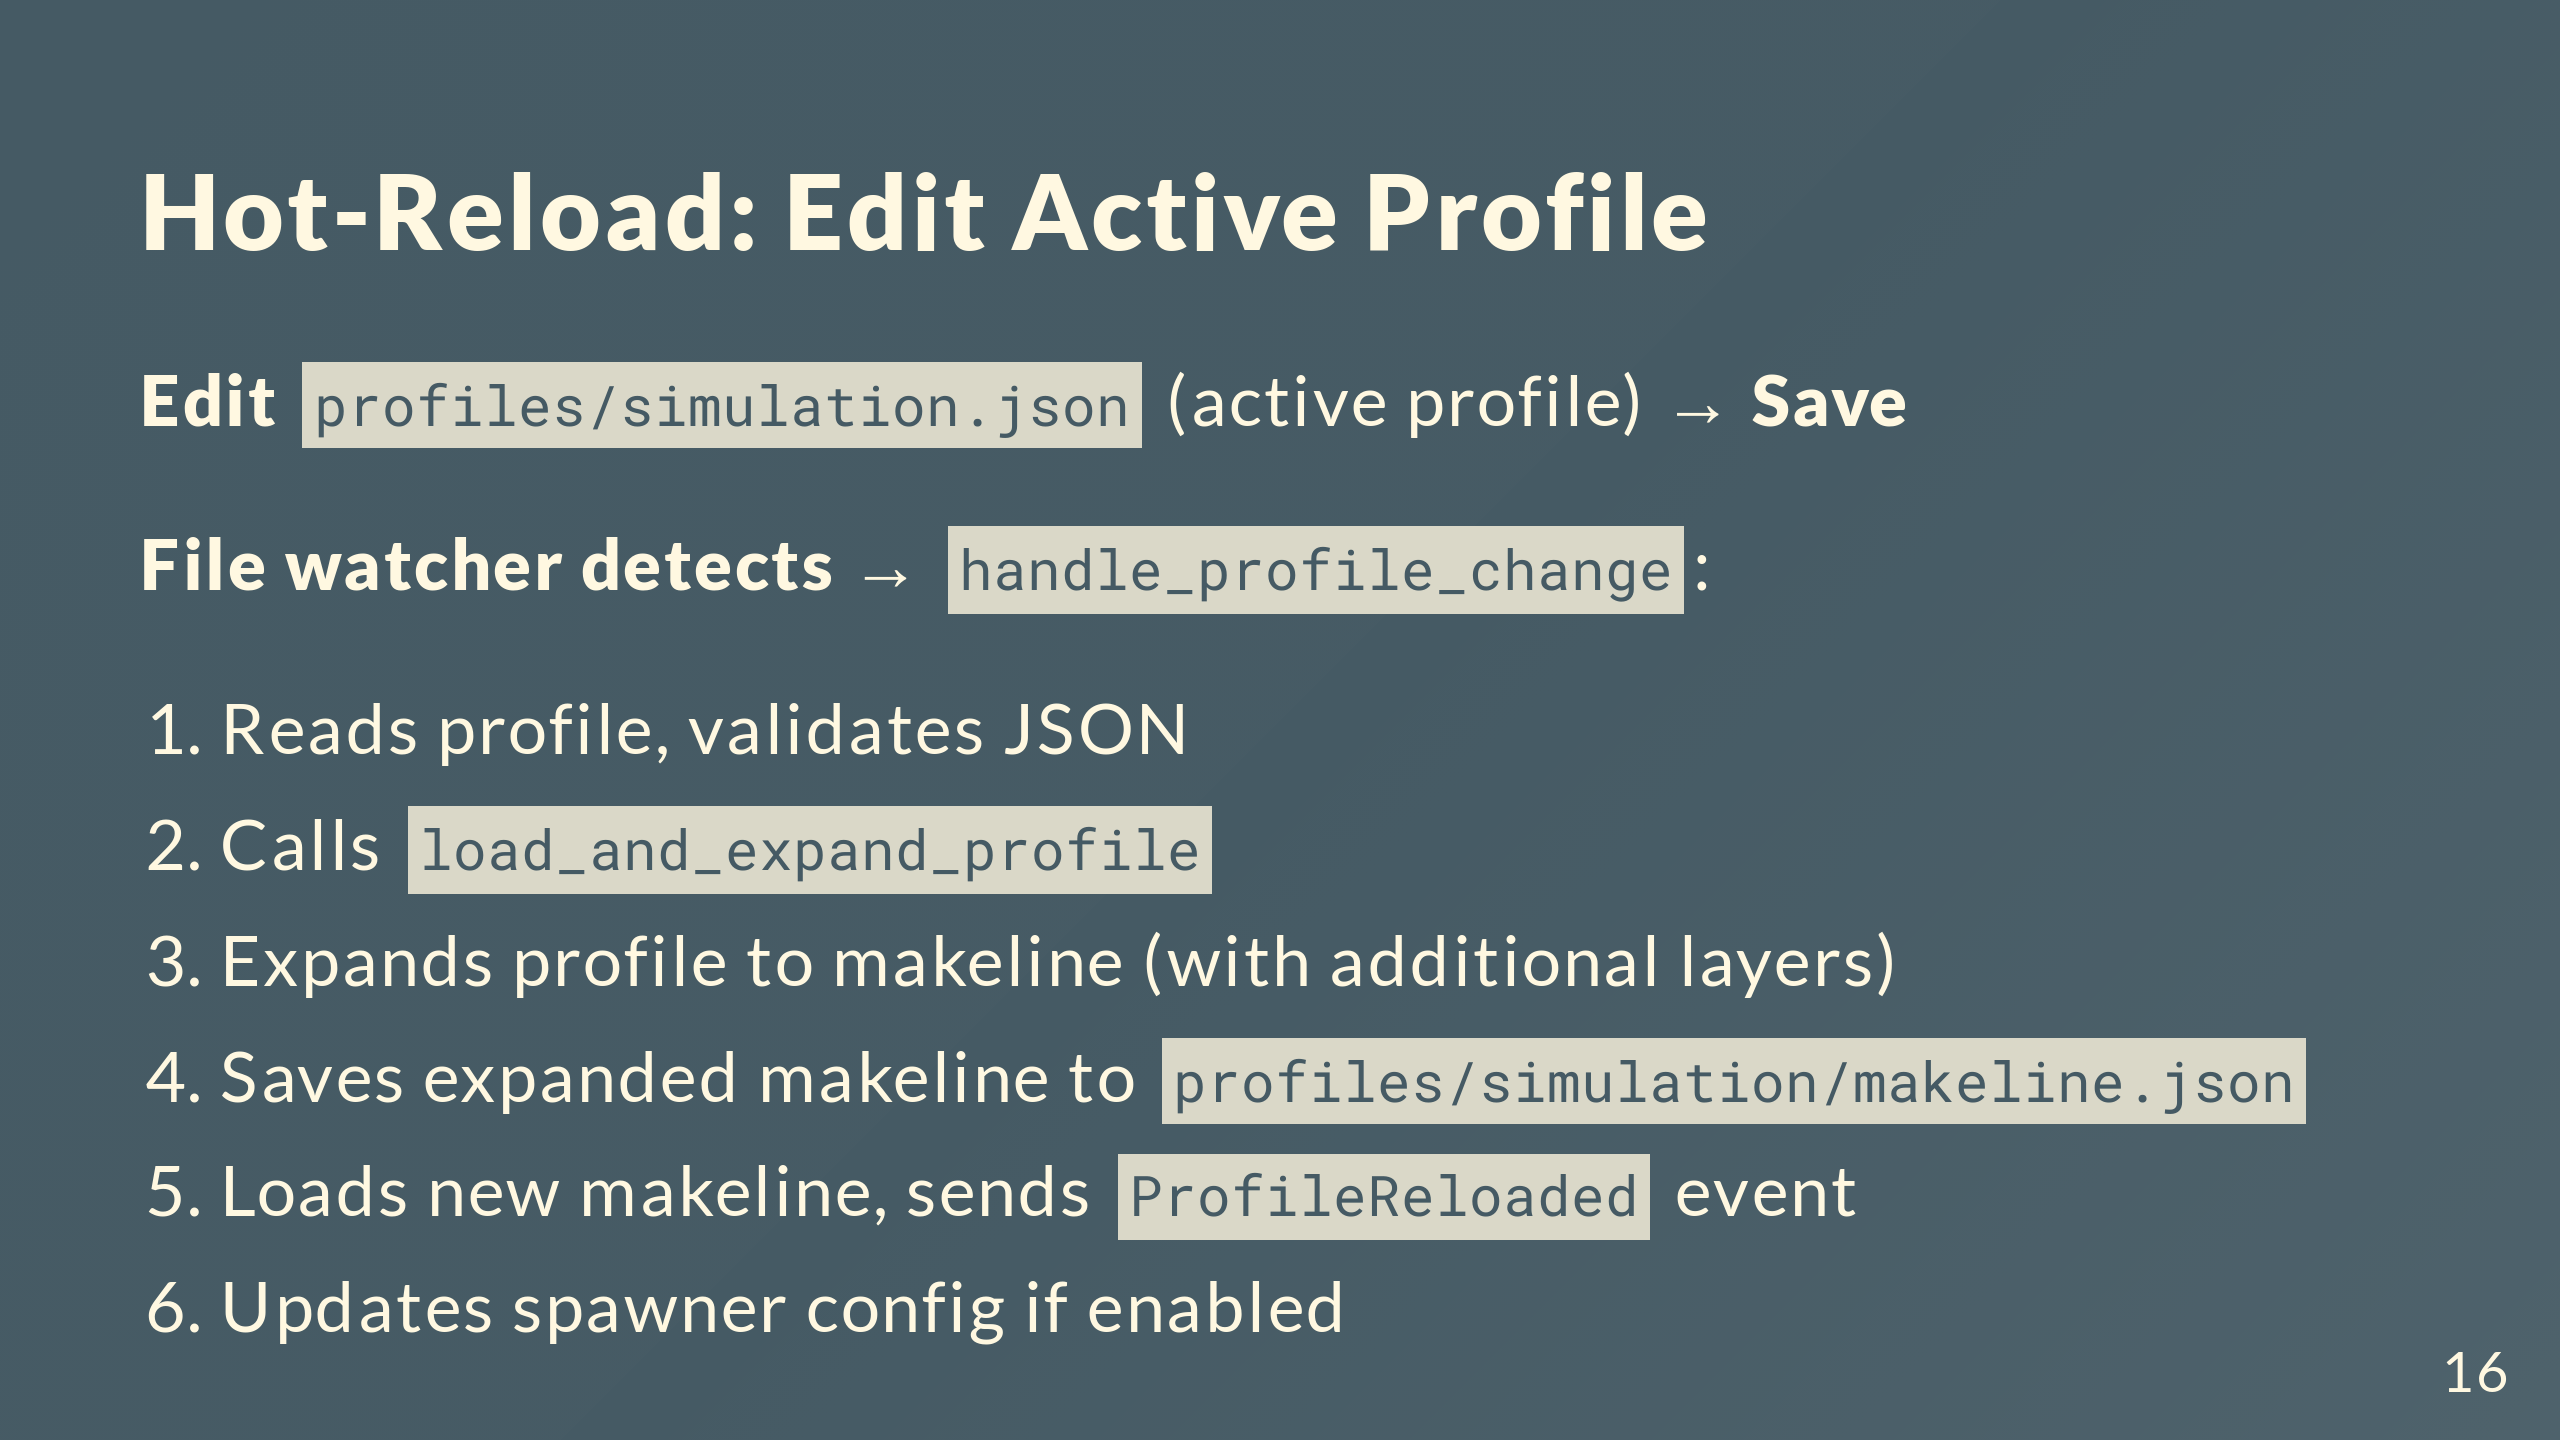 Hot-Reload: Edit Active Profile
Edit profiles/simulation.json (active profile) → Save
File watcher detects → handle_profile_change:
1. Reads profile, validates JSON
2. Calls load_and_expand_profile
3. Expands profile to makeline (with additional layers)
4. Saves expanded makeline to profiles/simulation/makeline.json
5. Loads new makeline, sends ProfileReloaded event
6. Updates spawner config if enabled
16